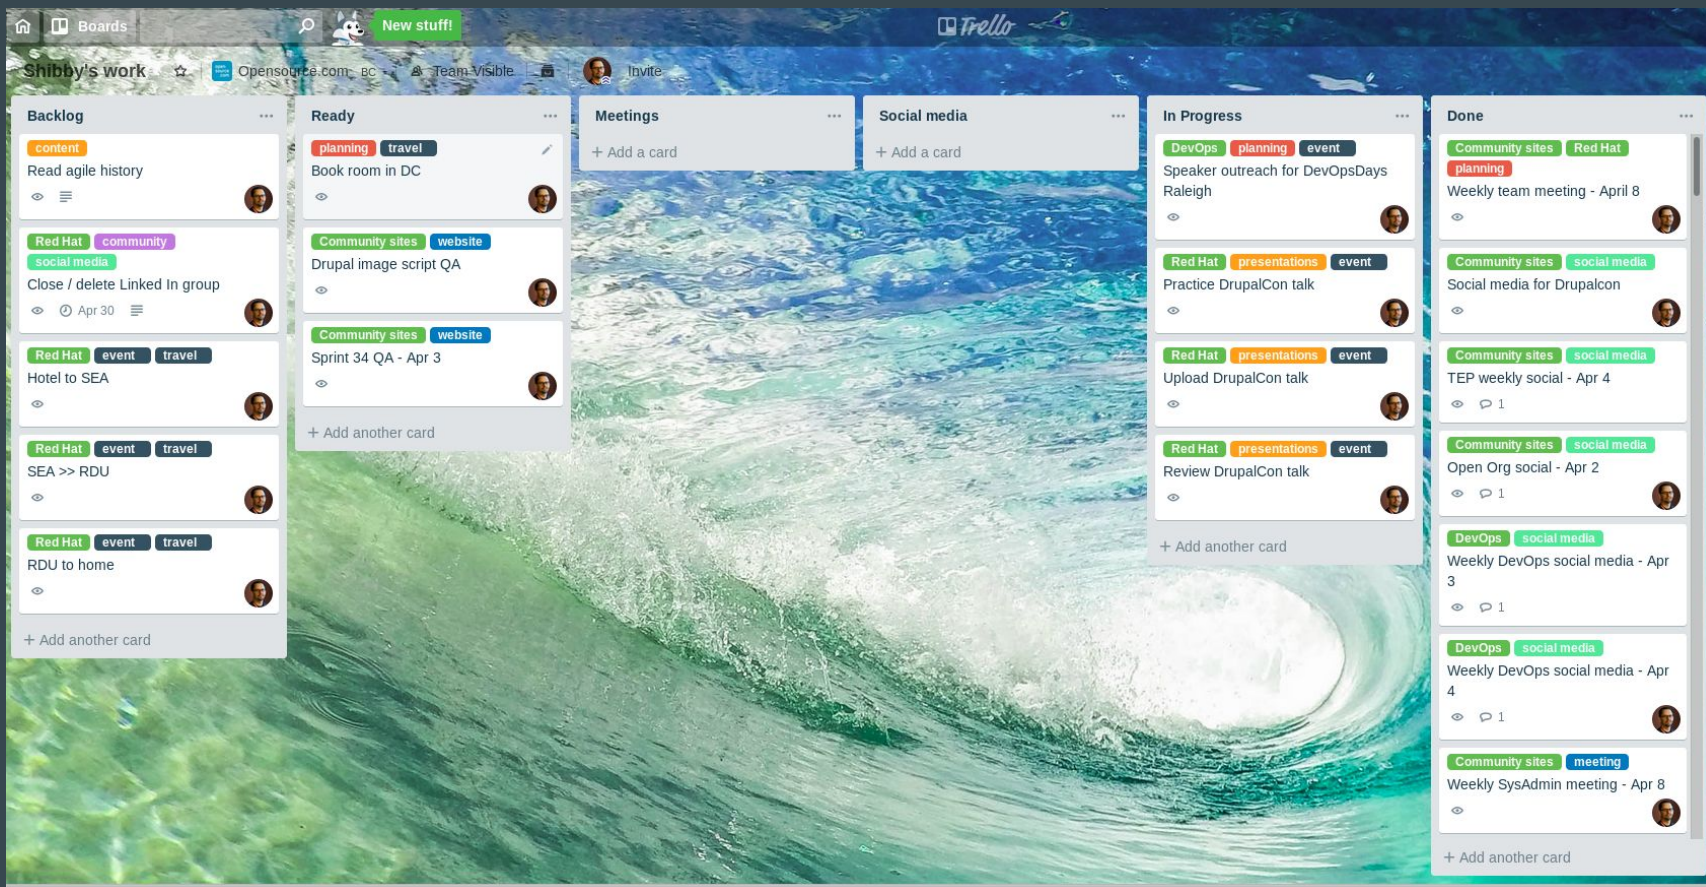 Boards
New stuff!
Trello
Shibby's work
Opensource.com BC
Team Visible
Invite
Backlog
content
Read agile history
Red Hat community
social media
Close / delete Linked In group
Apr 30
Red Hat event travel
Hotel to SEA
Red Hat event travel
SEA >> RDU
Red Hat event travel
RDU to home
+ Add another card
Ready
planning travel
Book room in DC
Community sites website
Drupal image script QA
Community sites website
Sprint 34 QA - Apr 3
+ Add another card
Meetings
+ Add a card
Social media
+ Add a card
In Progress
DevOps planning event
Speaker outreach for DevOpsDays
Raleigh
Red Hat presentations event
Practice DrupalCon talk
Red Hat presentations event
Upload DrupalCon talk
Red Hat presentations event
Review DrupalCon talk
+ Add another card
Done
Community sites Red Hat
planning
Weekly team meeting - April 8
Community sites social media
Social media for Drupalcon
Community sites social media
TEP weekly social - Apr 4
1
Community sites social media
Open Org social - Apr 2
1
DevOps social media
Weekly DevOps social media - Apr
3
1
DevOps social media
Weekly DevOps social media - Apr
4
1
Community sites meeting
Weekly SysAdmin meeting - Apr 8
+ Add another card